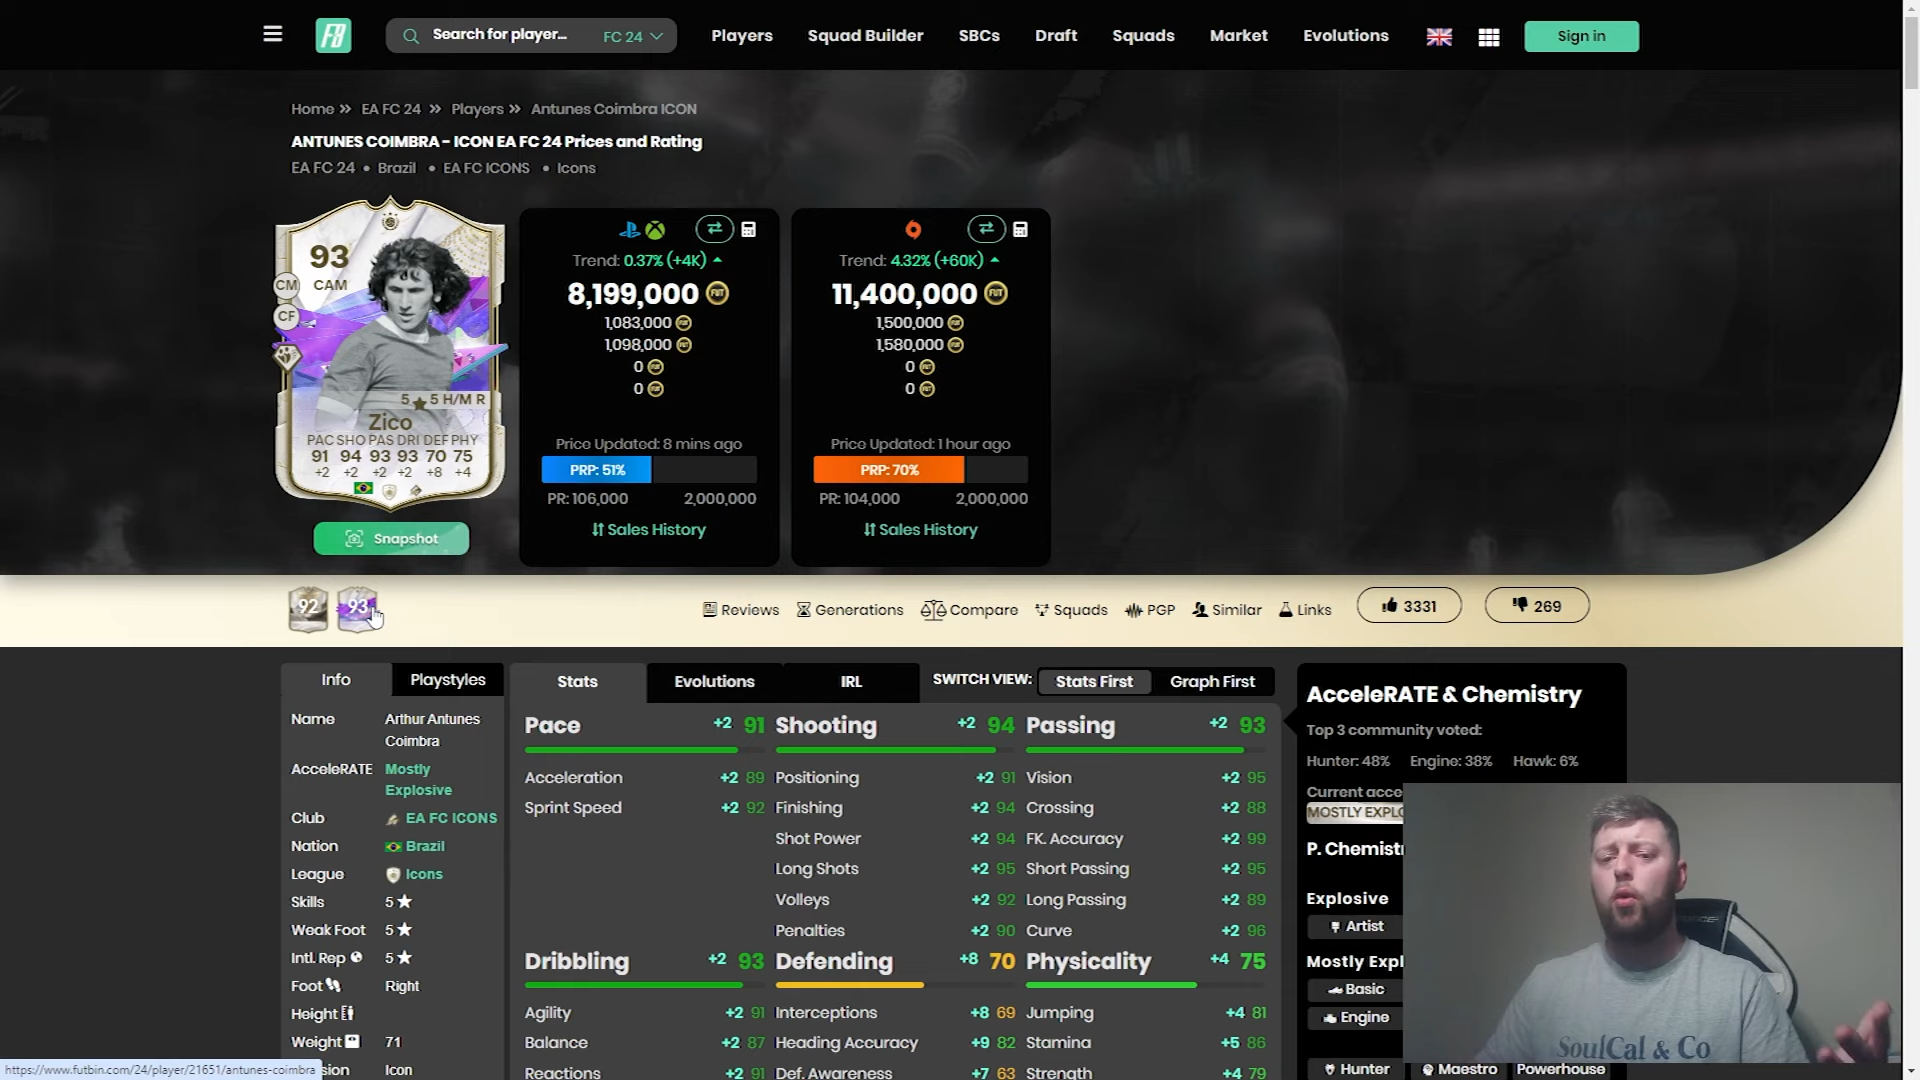 Search for player...
FC 24
Players
Squad Builder
SBCs
Draft
Squads
Market
Evolutions
Sign in
Home » EA FC 24 » Players » Antunes Coimbra ICON
ANTUNES COIMBRA - ICON EA FC 24 Prices and Rating
EA FC 24 • Brazil • EA FC ICONS • Icons
93
CAM
CM
CF
5 ★ 5 H/M R
Zico
PAC SHO PAS DRI DEF PHY
91 94 93 93 70 75
+2 +2 +2 +2 +8 +4
Snapshot
Trend: 0.37% (+4K)
8,199,000
1,083,000
1,098,000
0
0
Price Updated: 8 mins ago
PRP: 51%
PR: 106,000 2,000,000
Sales History
Trend: 4.32% (+60K)
11,400,000
1,500,000
1,580,000
0
0
Price Updated: 1 hour ago
PRP: 70%
PR: 104,000 2,000,000
Sales History
92
93
Reviews
Generations
Compare
Squads
PGP
Similar
Links
3331
269
Info
Playstyles
Name Arthur Antunes
Coimbra
AcceleRATE Mostly
Explosive
Club EA FC ICONS
Nation Brazil
League Icons
Skills 5 ★
Weak Foot 5 ★
Intl. Rep 5 ★
Foot Right
Height
Weight 71
sion Icon
Stats
Evolutions
IRL
SWITCH VIEW:
Stats First
Graph First
Pace +2 91
Acceleration +2 89
Sprint Speed +2 92
Shooting +2 94
Positioning +2 91
Finishing +2 94
Shot Power +2 94
Long Shots +2 95
Volleys +2 92
Penalties +2 90
Passing +2 93
Vision +2 95
Crossing +2 88
FK. Accuracy +2 99
Short Passing +2 95
Long Passing +2 89
Curve +2 96
Dribbling +2 93
Agility +2 91
Balance +2 87
Reactions +2 91
Defending +8 70
Interceptions +8 69
Heading Accuracy +9 82
Def. Awareness +7 63
Physicality +4 75
Jumping +4 81
Stamina +5 86
Strength +4 79
AcceleRATE & Chemistry
Top 3 community voted:
Hunter: 48% Engine: 38% Hawk: 6%
Current acce
MOSTLY EXPLO
P. Chemistr
Explosive
Artist
Mostly Expl
Basic
Engine
Hunter
Maestro
Powerhouse
SoulCal & Co
https://www.futbin.com/24/player/21651/antunes-coimbra